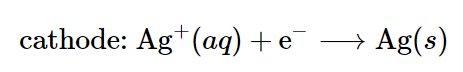 cathode: Ag⁺(aq) + e⁻ ⟶ Ag(s)